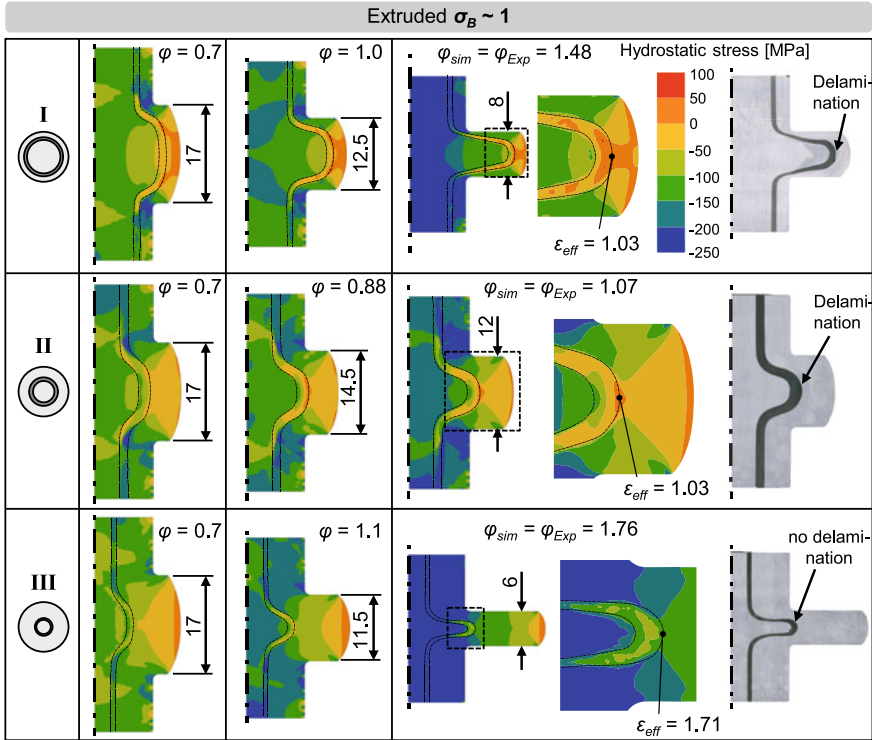 Extruded σB ~ 1
I
φ = 0.7
17
φ = 1.0
12.5
φsim = φExp = 1.48
8
εeff = 1.03
Hydrostatic stress [MPa]
100
50
0
-50
-100
-150
-200
-250
Delami-
nation
II
φ = 0.7
17
φ = 0.88
14.5
φsim = φExp = 1.07
12
εeff = 1.03
Delami-
nation
III
φ = 0.7
17
φ = 1.1
11.5
φsim = φExp = 1.76
6
εeff = 1.71
no delami-
nation